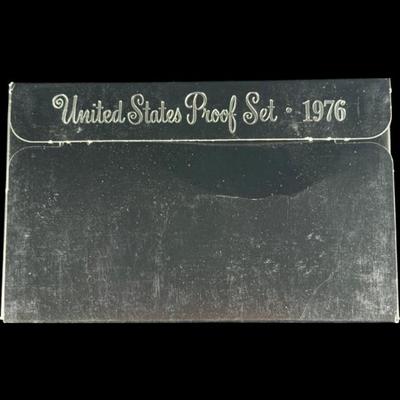 United States Proof Set · 1976